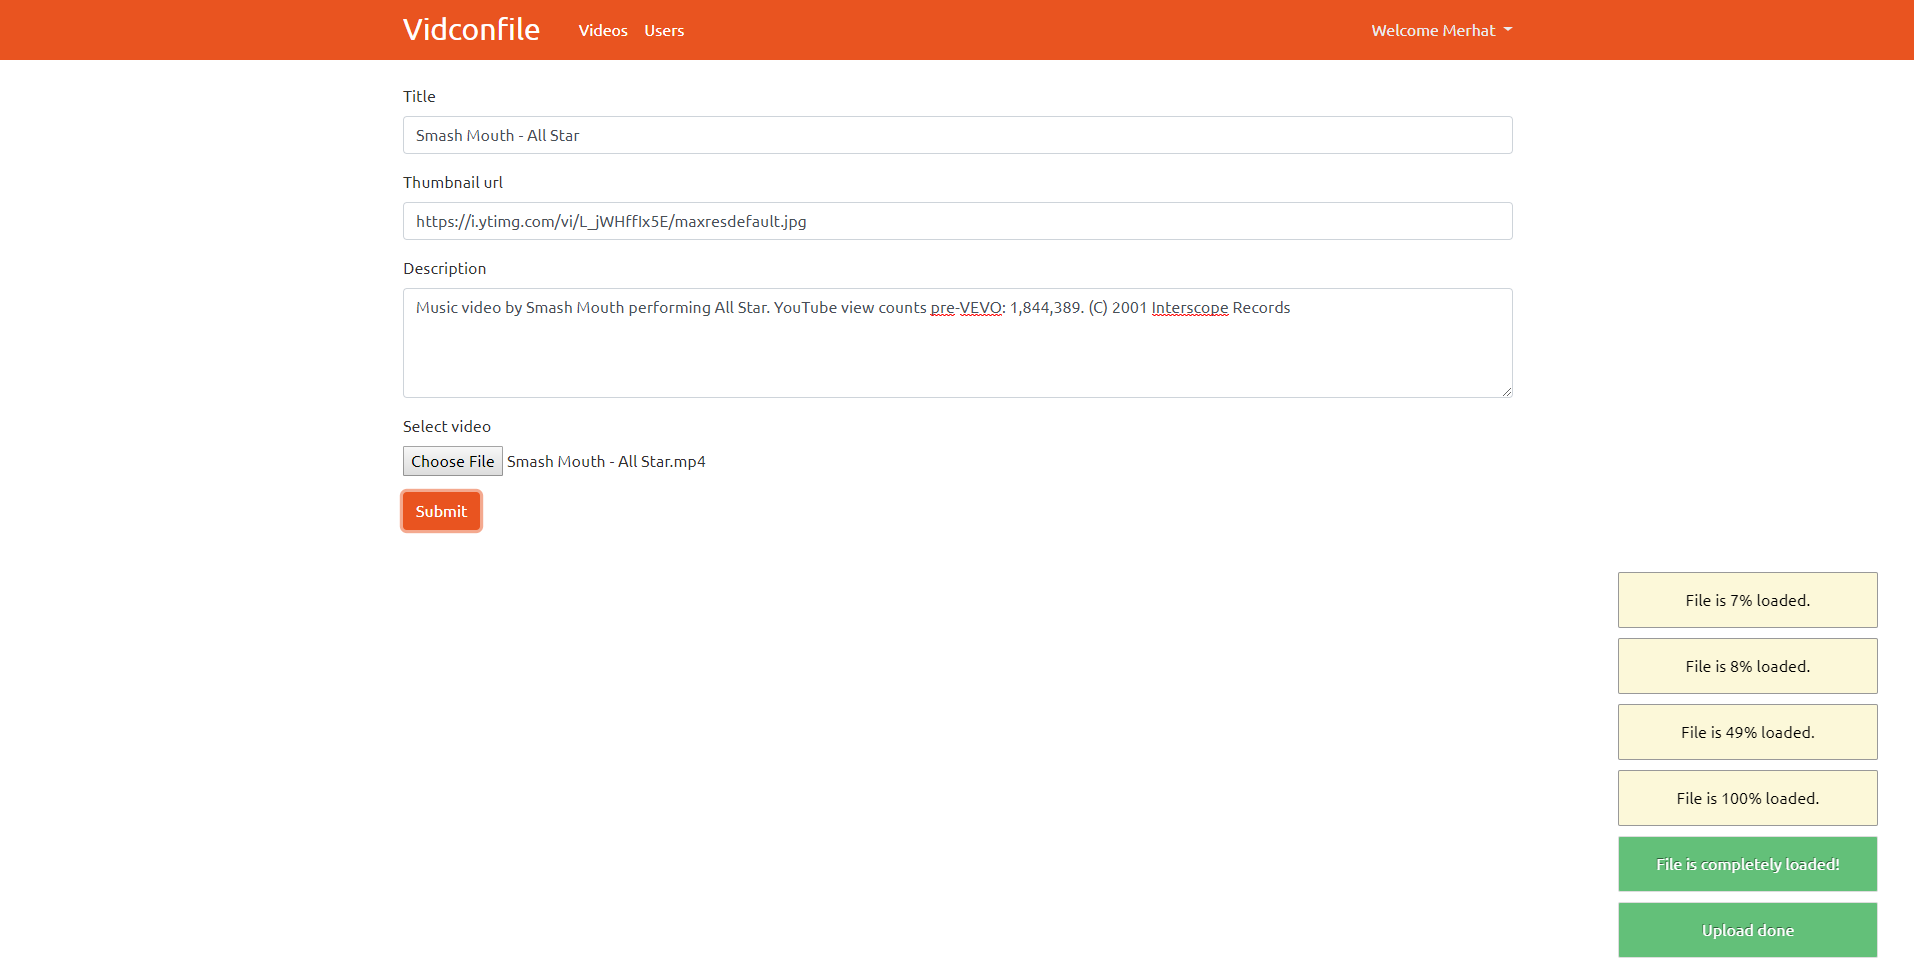 Vidconfile
Videos
Users
Welcome Merhat
Title
Smash Mouth - All Star
Thumbnail url
https://i.ytimg.com/vi/L_jWHffIx5E/maxresdefault.jpg
Description
Music video by Smash Mouth performing All Star. YouTube view counts pre-VEVO: 1,844,389. (C) 2001 Interscope Records
Select video
Choose File Smash Mouth - All Star.mp4
Submit
File is 7% loaded.
File is 8% loaded.
File is 49% loaded.
File is 100% loaded.
File is completely loaded!
Upload done